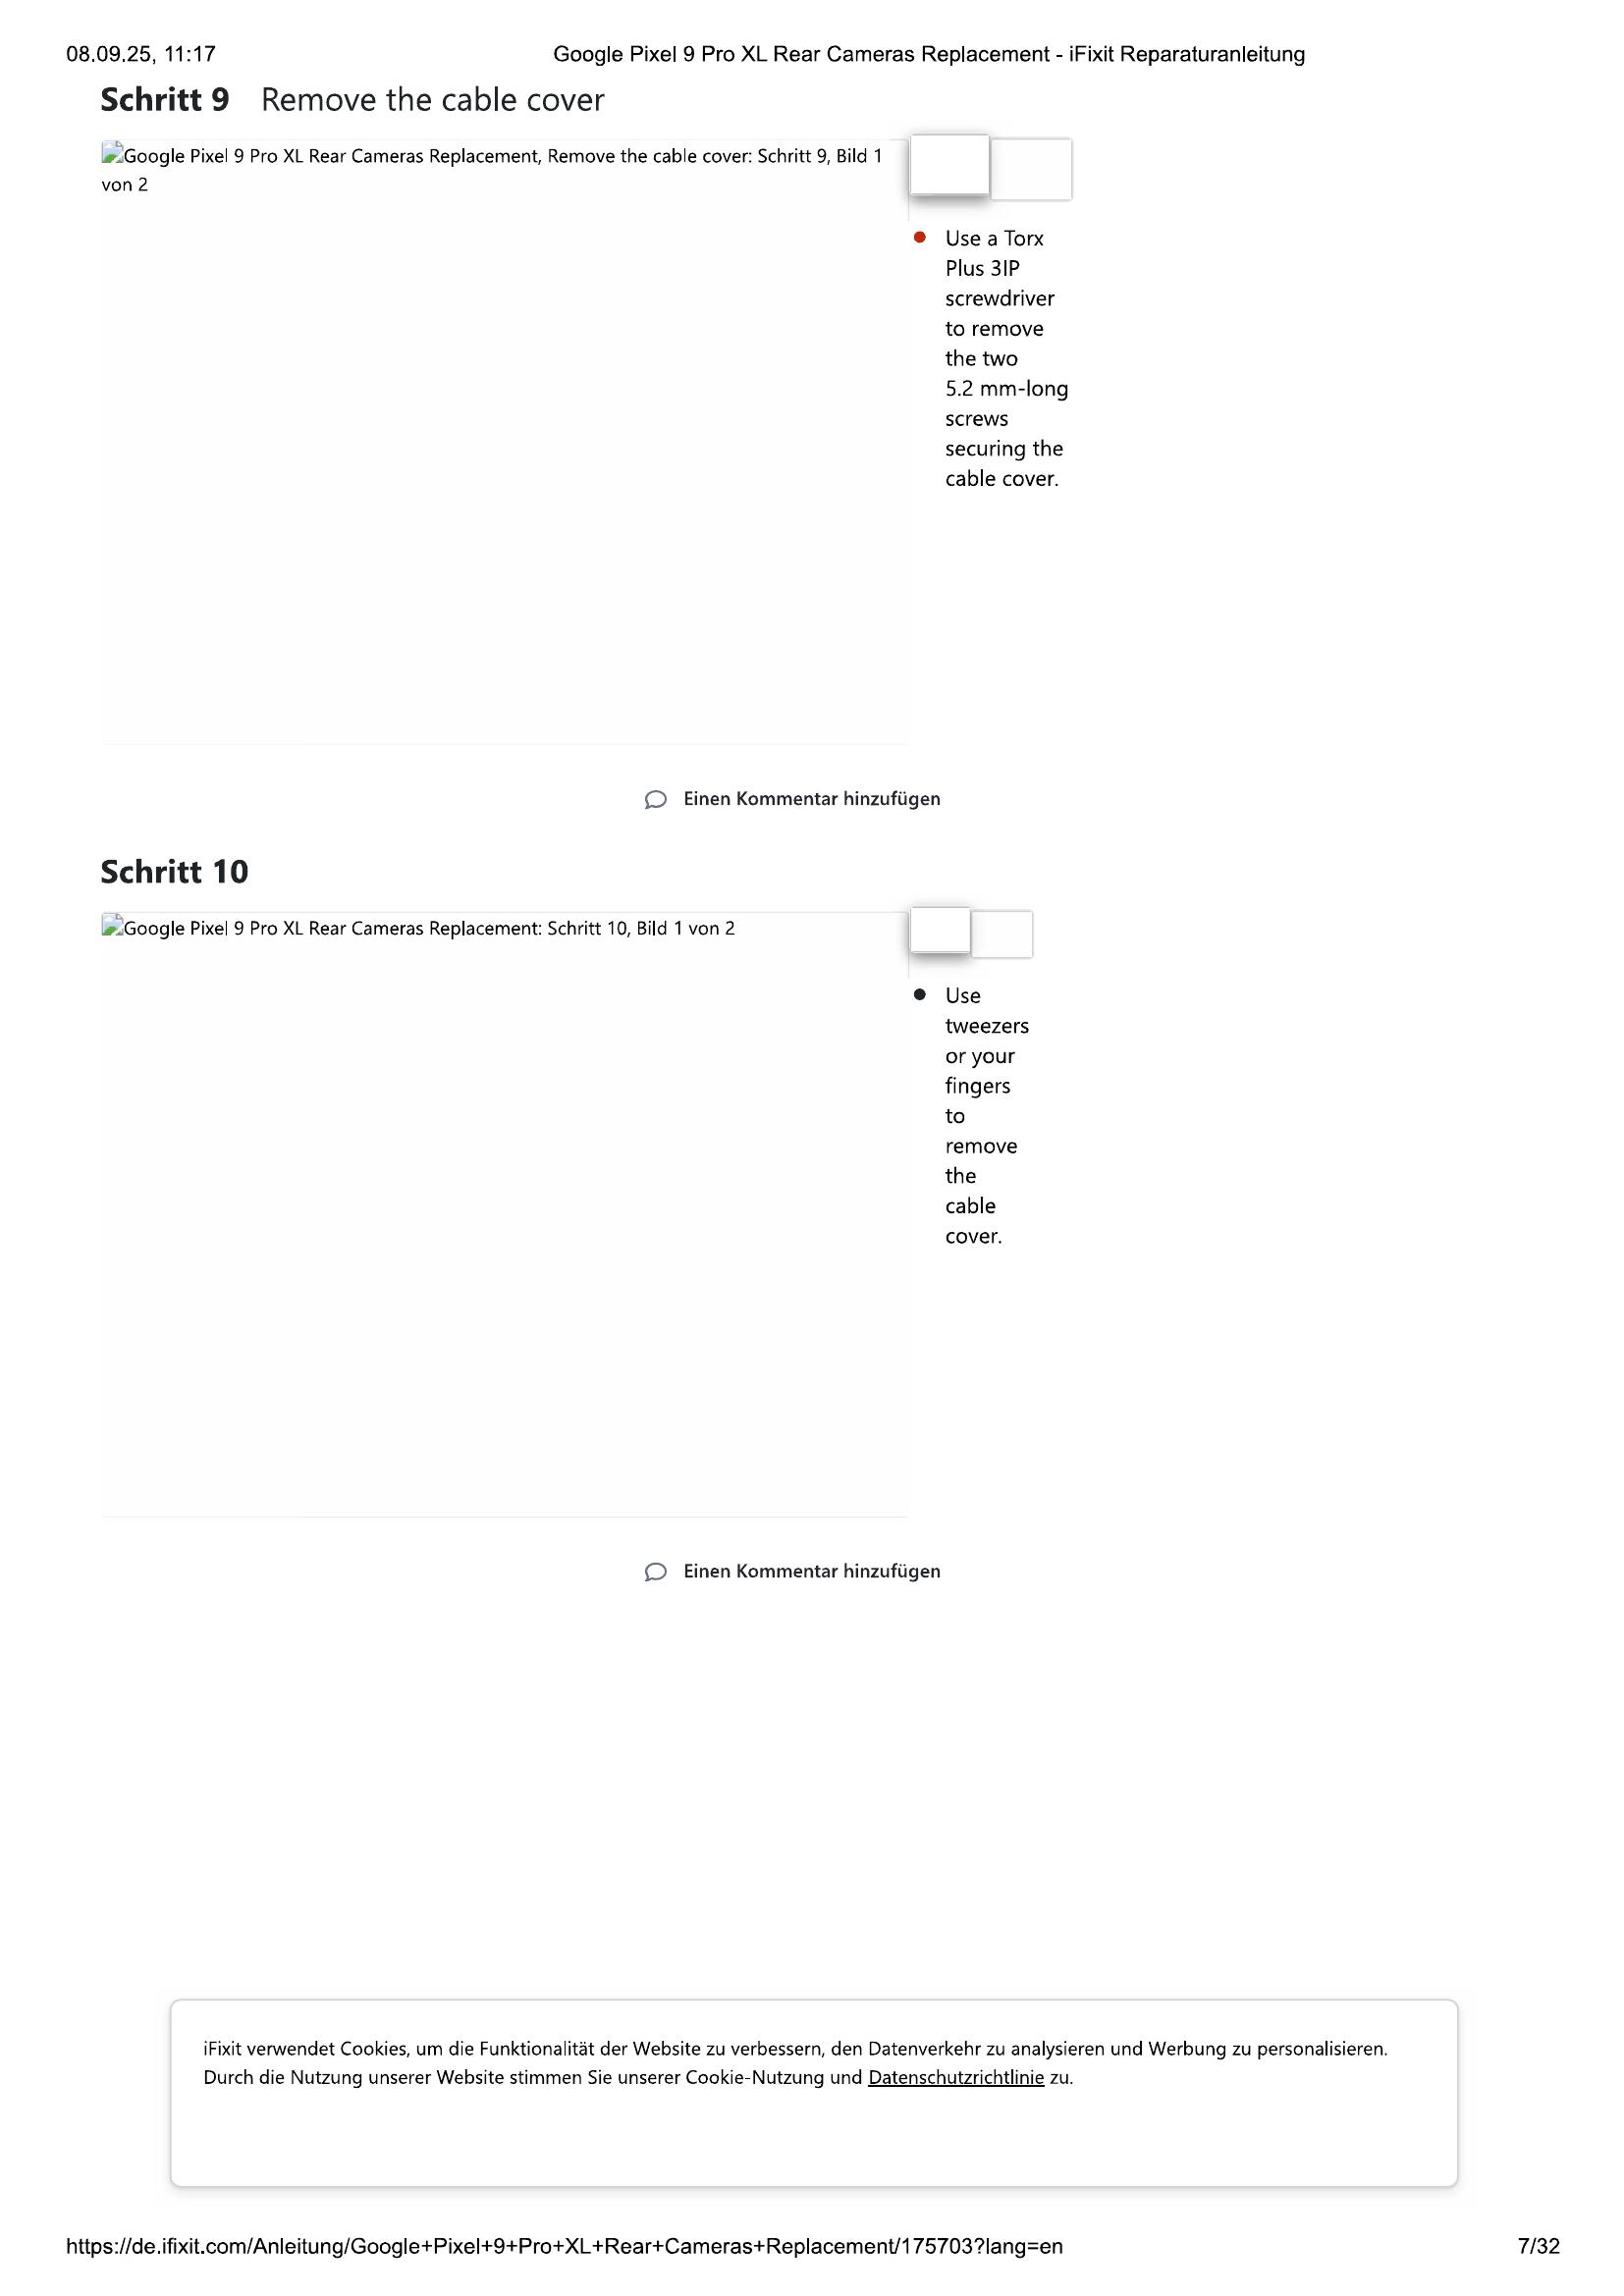 08.09.25, 11:17
Google Pixel 9 Pro XL Rear Cameras Replacement - iFixit Reparaturanleitung
Schritt 9 Remove the cable cover
Google Pixel 9 Pro XL Rear Cameras Replacement, Remove the cable cover: Schritt 9, Bild 1
von 2
Use a Torx
Plus 3IP
screwdriver
to remove
the two
5.2 mm-long
screws
securing the
cable cover.
Einen Kommentar hinzufügen
Schritt 10
Google Pixel 9 Pro XL Rear Cameras Replacement: Schritt 10, Bild 1 von 2
Use
tweezers
or your
fingers
to
remove
the
cable
cover.
Einen Kommentar hinzufügen
iFixit verwendet Cookies, um die Funktionalität der Website zu verbessern, den Datenverkehr zu analysieren und Werbung zu personalisieren.
Durch die Nutzung unserer Website stimmen Sie unserer Cookie-Nutzung und Datenschutzrichtlinie zu.
https://de.ifixit.com/Anleitung/Google+Pixel+9+Pro+XL+Rear+Cameras+Replacement/175703?lang=en
7/32